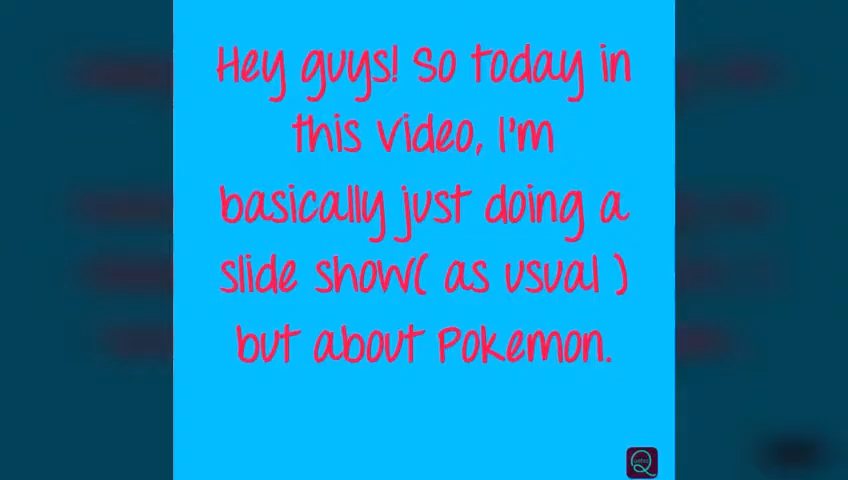 Hey guys! So today in
this video, I'm
basically just doing a
slide show( as usual )
but about Pokemon.